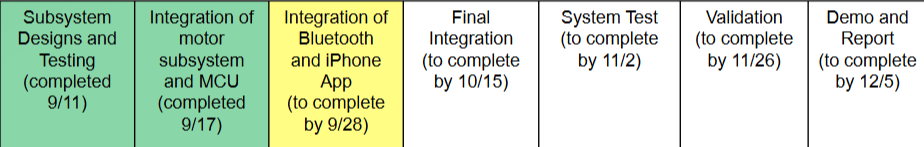 Subsystem
Designs and
Testing
(completed
9/11)
Integration of
motor
subsystem
and MCU
(completed
9/17)
Integration of
Bluetooth
and iPhone
App
(to complete
by 9/28)
Final
Integration
(to complete
by 10/15)
System Test
(to complete
by 11/2)
Validation
(to complete
by 11/26)
Demo and
Report
(to complete
by 12/5)